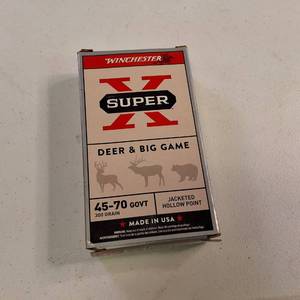 WINCHESTER
SUPER
X
DEER & BIG GAME
45-70 GOVT
300 GRAIN
JACKETED
HOLLOW POINT
★ MADE IN USA ★